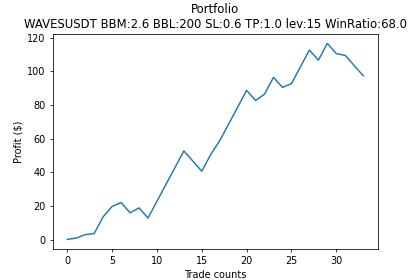 Portfolio
WAVESUSDT BBM:2.6 BBL:200 SL:0.6 TP:1.0 lev:15 WinRatio:68.0
120
100
80
60
40
20
0
Profit ($)
0 5 10 15 20 25 30
Trade counts